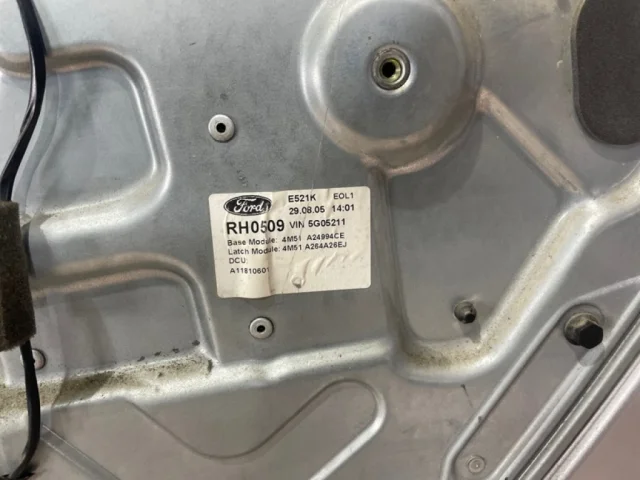 Ford E521K EOL1
29.08.05 14:01
RH0509 VIN 5G05211
Base Module: 4M51 A24994CE
Latch Module: 4M51 A264A26EJ
DCU:
A11810601